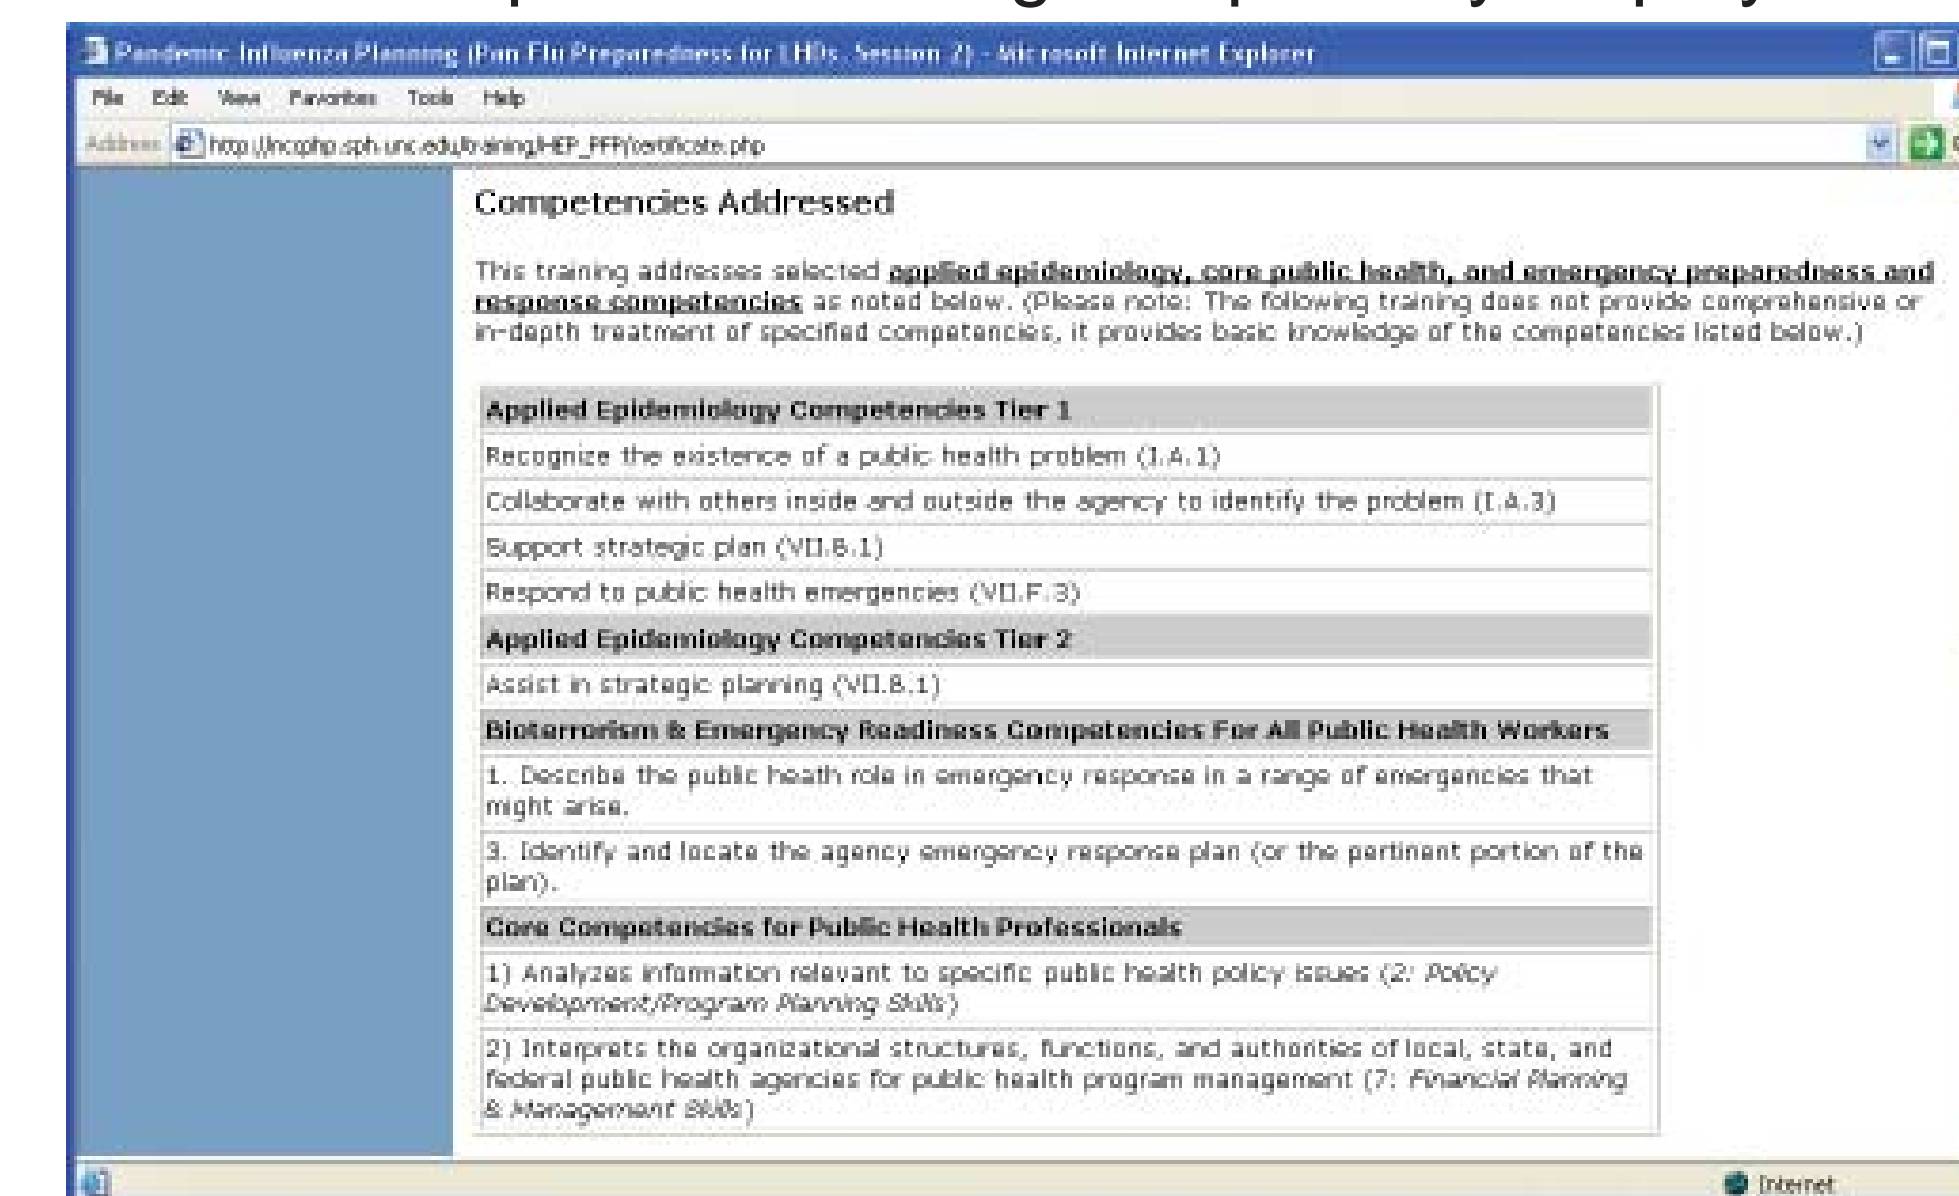 Pandemic Influenza Planning (Pan Flu Preparedness for LHDs, Session 2) - Microsoft Internet Explorer
File Edit View Favorites Tools Help
Address http://nccphp.sph.unc.edu/training/HEP_PFP/certificate.php
Competencies Addressed
This training addresses selected applied epidemiology, core public health, and emergency preparedness and
response competencies as noted below. (Please note: The following training does not provide comprehensive or
in-depth treatment of specified competencies, it provides basic knowledge of the competencies listed below.)
Applied Epidemiology Competencies Tier 1
Recognize the existence of a public health problem (I.A.1)
Collaborate with others inside and outside the agency to identify the problem (I.A.3)
Support strategic plan (VII.B.1)
Respond to public health emergencies (VII.F.3)
Applied Epidemiology Competencies Tier 2
Assist in strategic planning (VII.B.1)
Bioterrorism & Emergency Readiness Competencies For All Public Health Workers
1. Describe the public heath role in emergency response in a range of emergencies that
might arise.
3. Identify and locate the agency emergency response plan (or the pertinent portion of the
plan).
Core Competencies for Public Health Professionals
1) Analyzes information relevant to specific public health policy issues (2: Policy
Development/Program Planning Skills)
2) Interprets the organizational structures, functions, and authorities of local, state, and
federal public health agencies for public health program management (7: Financial Planning
& Management Skills)
Internet